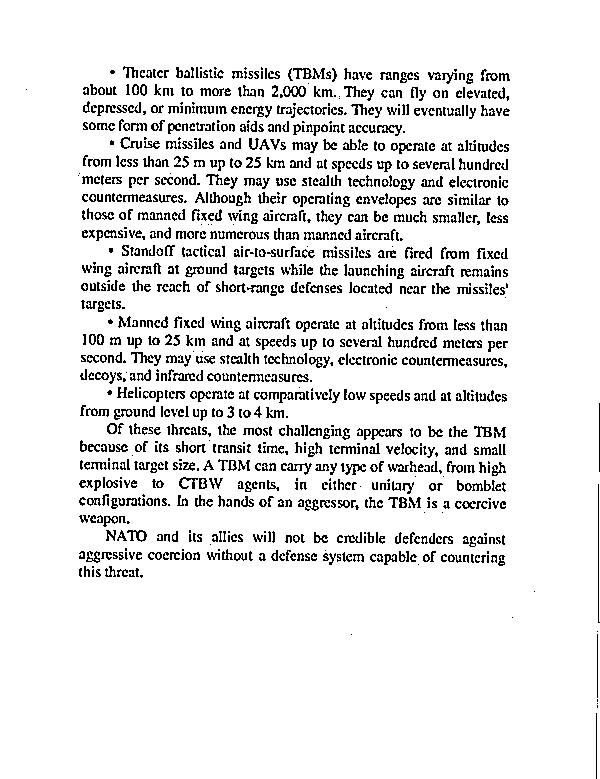 • Theater ballistic missiles (TBMs) have ranges varying from
about 100 km to more than 2,000 km. They can fly on elevated,
depressed, or minimum energy trajectories. They will eventually have
some form of penetration aids and pinpoint accuracy.
• Cruise missiles and UAVs may be able to operate at altitudes
from less than 25 m up to 25 km and at speeds up to several hundred
meters per second. They may use stealth technology and electronic
countermeasures. Although their operating envelopes are similar to
those of manned fixed wing aircraft, they can be much smaller, less
expensive, and more numerous than manned aircraft.
• Standoff tactical air-to-surface missiles are fired from fixed
wing aircraft at ground targets while the launching aircraft remains
outside the reach of short-range defenses located near the missiles'
targets.
• Manned fixed wing aircraft operate at altitudes from less than
100 m up to 25 km and at speeds up to several hundred meters per
second. They may use stealth technology, electronic countermeasures,
decoys, and infrared countermeasures.
• Helicopters operate at comparatively low speeds and at altitudes
from ground level up to 3 to 4 km.
Of these threats, the most challenging appears to be the TBM
because of its short transit time, high terminal velocity, and small
terminal target size. A TBM can carry any type of warhead, from high
explosive to CTBW agents, in either unitary or bomblet
configurations. In the hands of an aggressor, the TBM is a coercive
weapon.
NATO and its allies will not be credible defenders against
aggressive coercion without a defense system capable of countering
this threat.